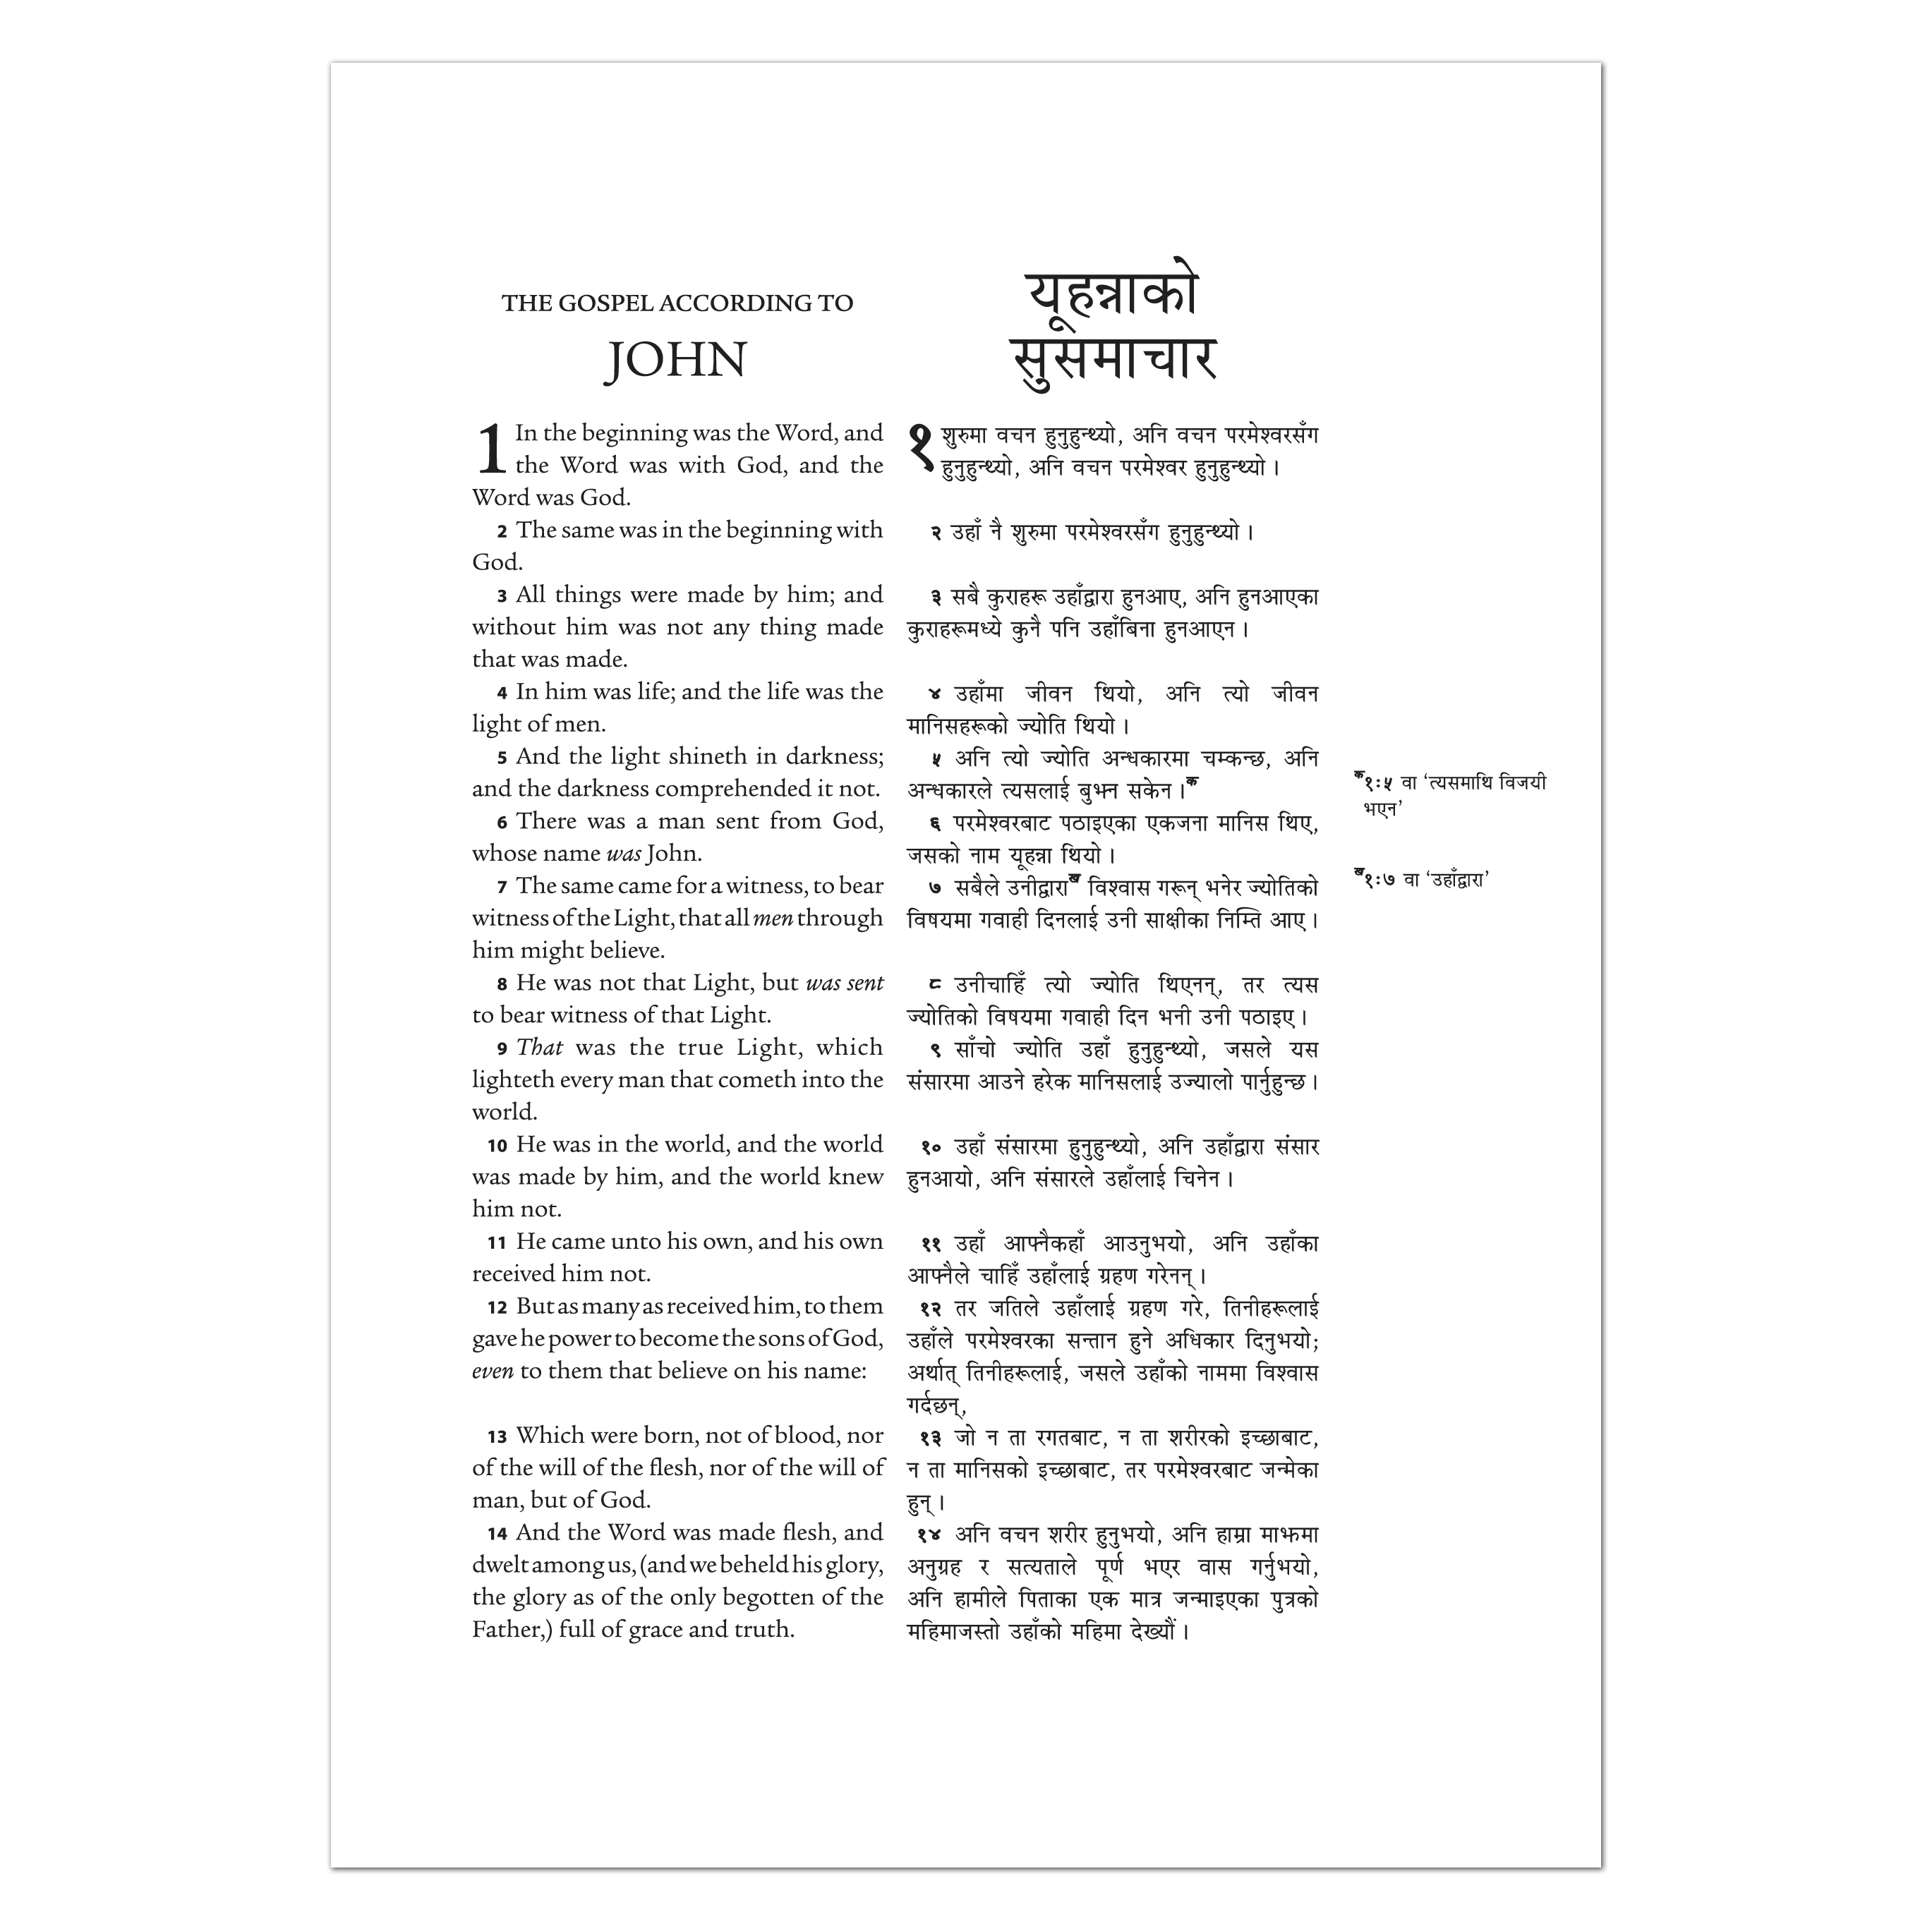 THE GOSPEL ACCORDING TO
JOHN
1 In the beginning was the Word, and
the Word was with God, and the
Word was God.
2 The same was in the beginning with
God.
3 All things were made by him; and
without him was not any thing made
that was made.
4 In him was life; and the life was the
light of men.
5 And the light shineth in darkness;
and the darkness comprehended it not.
6 There was a man sent from God,
whose name was John.
7 The same came for a witness, to bear
witness of the Light, that all men through
him might believe.
8 He was not that Light, but was sent
to bear witness of that Light.
9 That was the true Light, which
lighteth every man that cometh into the
world.
10 He was in the world, and the world
was made by him, and the world knew
him not.
11 He came unto his own, and his own
received him not.
12 But as many as received him, to them
gave he power to become the sons of God,
even to them that believe on his name:
13 Which were born, not of blood, nor
of the will of the flesh, nor of the will of
man, but of God.
14 And the Word was made flesh, and
dwelt among us, (and we beheld his glory,
the glory as of the only begotten of the
Father,) full of grace and truth.
यूहन्नाको
सुसमाचार
१ शुरुमा वचन हुनुहुन्थ्यो, अनि वचन परमेश्वरसँग
हुनुहुन्थ्यो, अनि वचन परमेश्वर हुनुहुन्थ्यो ।
२ उहाँ नै शुरुमा परमेश्वरसँग हुनुहुन्थ्यो ।
३ सबै कुराहरू उहाँद्वारा हुनआए, अनि हुनआएका
कुराहरूमध्ये कुनै पनि उहाँबिना हुनआएन ।
४ उहाँमा जीवन थियो, अनि त्यो जीवन
मानिसहरूको ज्योति थियो ।
५ अनि त्यो ज्योति अन्धकारमा चम्कन्छ, अनि
अन्धकारले त्यसलाई बुझ्न सकेन ।क
६ परमेश्वरबाट पठाइएका एकजना मानिस थिए,
जसको नाम यूहन्ना थियो ।
७ सबैले उनीद्वाराख विश्वास गरून् भनेर ज्योतिको
विषयमा गवाही दिनलाई उनी साक्षीका निम्ति आए ।
८ उनीचाहिँ त्यो ज्योति थिएनन्, तर त्यस
ज्योतिको विषयमा गवाही दिन भनी उनी पठाइए ।
९ साँचो ज्योति उहाँ हुनुहुन्थ्यो, जसले यस
संसारमा आउने हरेक मानिसलाई उज्यालो पार्नुहुन्छ ।
१० उहाँ संसारमा हुनुहुन्थ्यो, अनि उहाँद्वारा संसार
हुनआयो, अनि संसारले उहाँलाई चिनेन ।
११ उहाँ आफ्नैकहाँ आउनुभयो, अनि उहाँका
आफ्नैले चाहिँ उहाँलाई ग्रहण गरेनन् ।
१२ तर जतिले उहाँलाई ग्रहण गरे, तिनीहरूलाई
उहाँले परमेश्वरका सन्तान हुने अधिकार दिनुभयो;
अर्थात् तिनीहरूलाई, जसले उहाँको नाममा विश्वास
गर्दछन्,
१३ जो न ता रगतबाट, न ता शरीरको इच्छाबाट,
न ता मानिसको इच्छाबाट, तर परमेश्वरबाट जन्मेका
हुन् ।
१४ अनि वचन शरीर हुनुभयो, अनि हाम्रा माझमा
अनुग्रह र सत्यताले पूर्ण भएर वास गर्नुभयो,
अनि हामीले पिताका एक मात्र जन्माइएका पुत्रको
महिमाजस्तो उहाँको महिमा देख्यौं ।
क१:५ वा ‘त्यसमाथि विजयी
भएन’
ख१:७ वा ‘उहाँद्वारा’